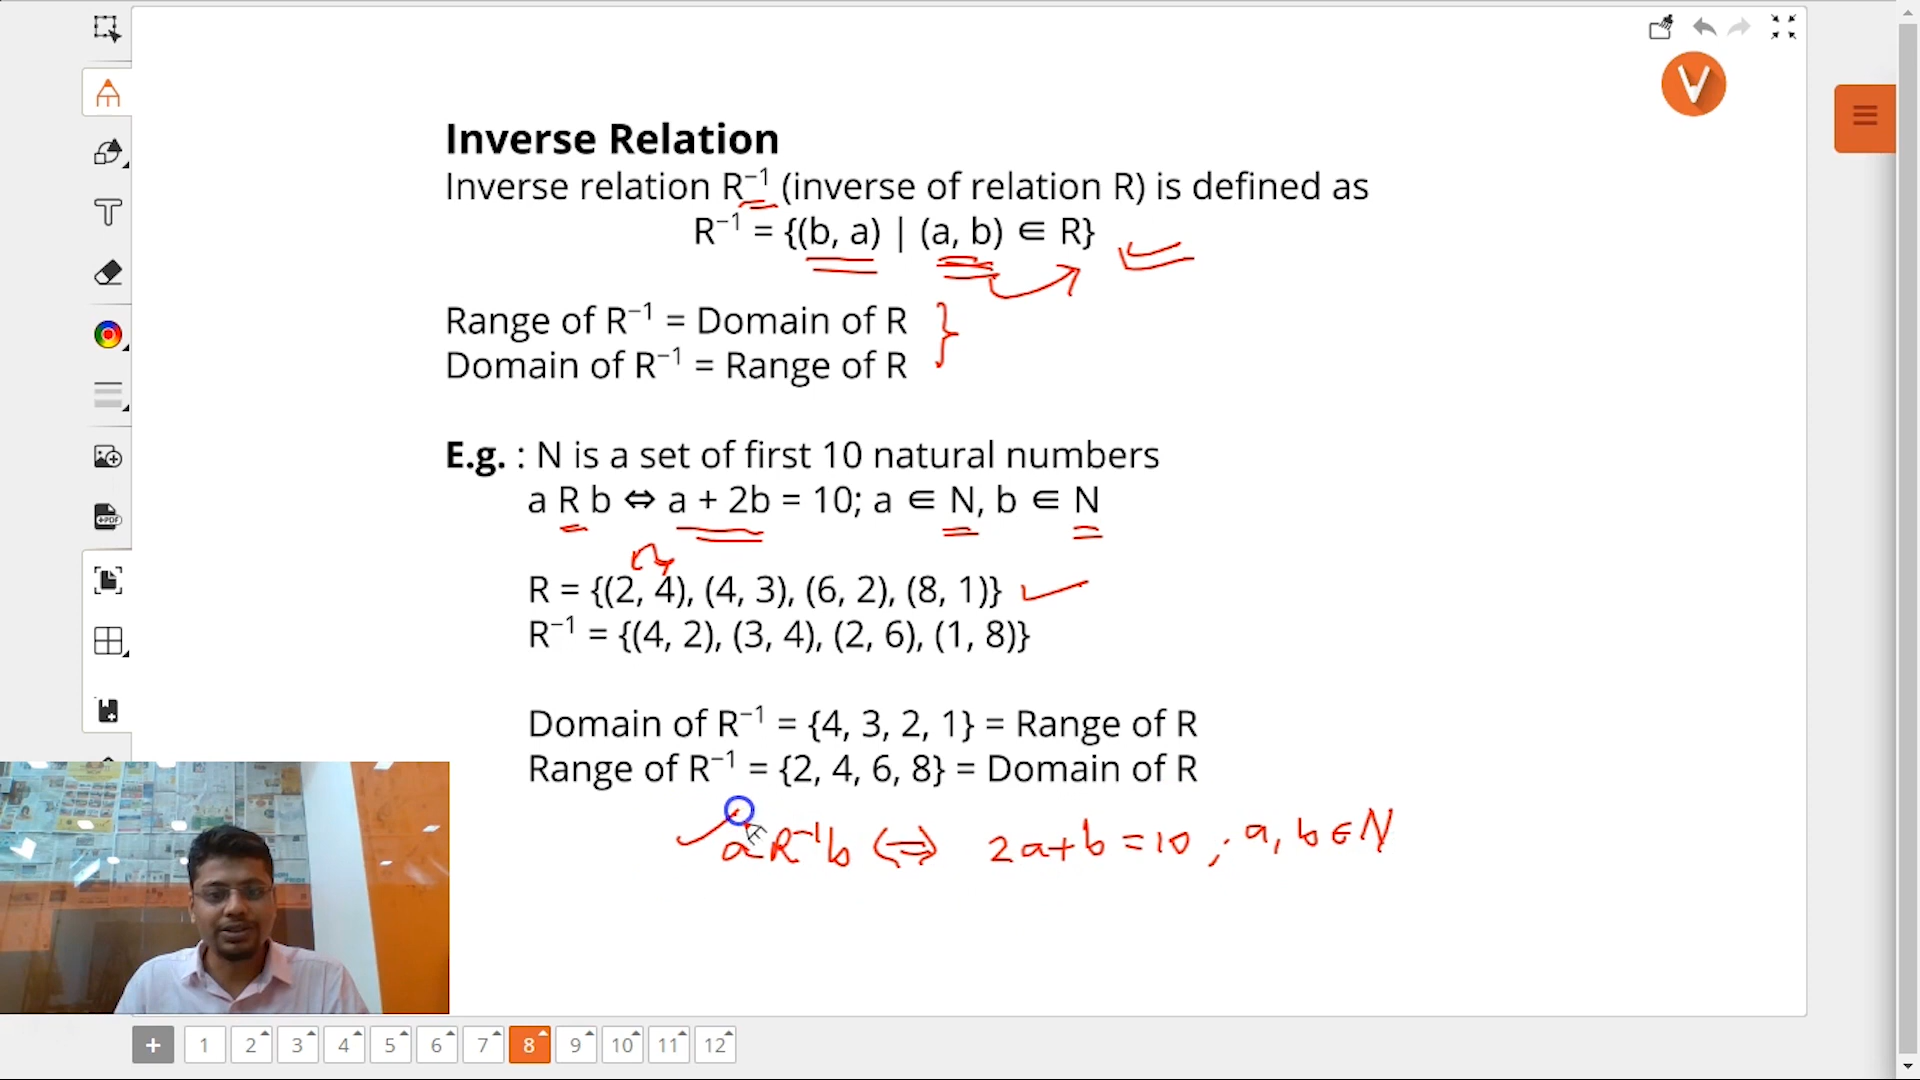 Inverse Relation
Inverse relation R⁻¹ (inverse of relation R) is defined as
R⁻¹ = {(b, a) | (a, b) ∈ R}
Range of R⁻¹ = Domain of R
Domain of R⁻¹ = Range of R
E.g. : N is a set of first 10 natural numbers
a R b ⇔ a + 2b = 10; a ∈ N, b ∈ N
R = {(2, 4), (4, 3), (6, 2), (8, 1)}
R⁻¹ = {(4, 2), (3, 4), (2, 6), (1, 8)}
Domain of R⁻¹ = {4, 3, 2, 1} = Range of R
Range of R⁻¹ = {2, 4, 6, 8} = Domain of R
a R⁻¹ b ⇔ 2a+b = 10 ; a, b ∈ N
+ 1 2 3 4 5 6 7 8 9 10 11 12
+PDF